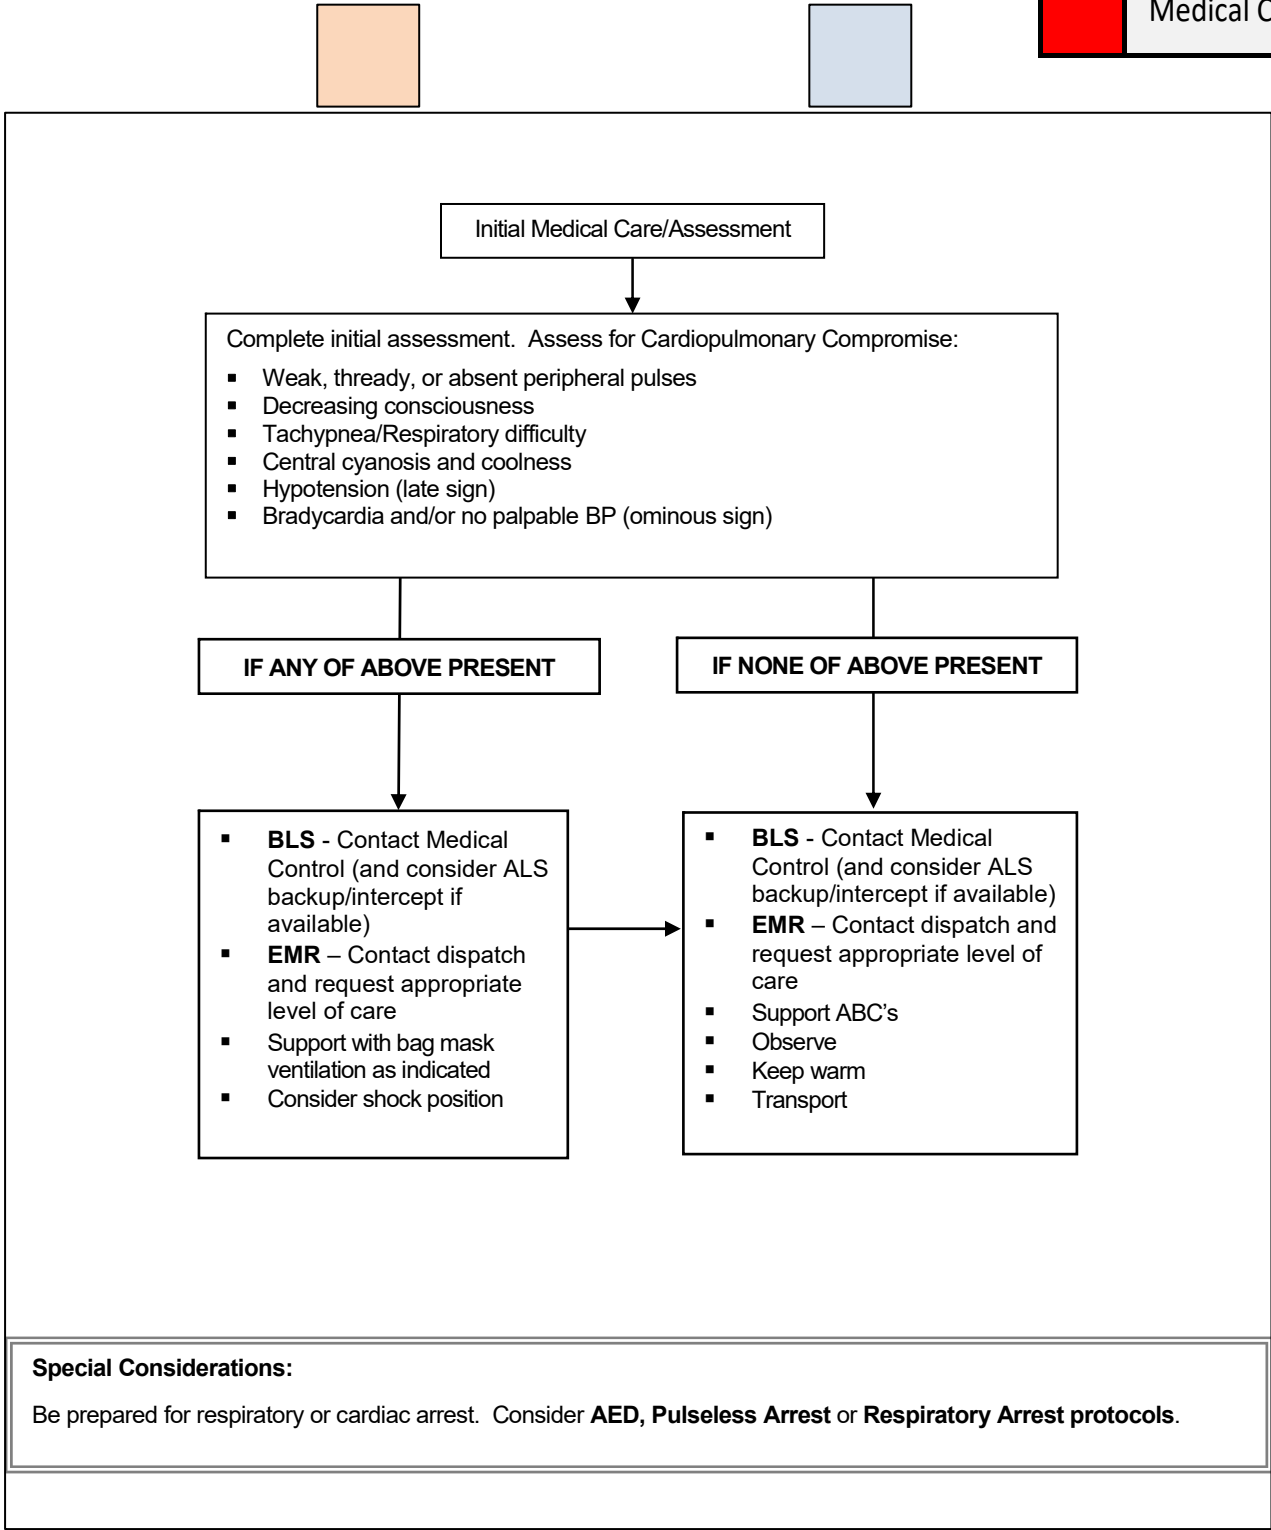 Medical C
Initial Medical Care/Assessment
Complete initial assessment.  Assess for Cardiopulmonary Compromise:
▪ Weak, thready, or absent peripheral pulses
▪ Decreasing consciousness
▪ Tachypnea/Respiratory difficulty
▪ Central cyanosis and coolness
▪ Hypotension (late sign)
▪ Bradycardia and/or no palpable BP (ominous sign)
IF ANY OF ABOVE PRESENT
IF NONE OF ABOVE PRESENT
▪ BLS - Contact Medical
Control (and consider ALS
backup/intercept if
available)
▪ EMR – Contact dispatch
and request appropriate
level of care
▪ Support with bag mask
ventilation as indicated
▪ Consider shock position
▪ BLS - Contact Medical
Control (and consider ALS
backup/intercept if available)
▪ EMR – Contact dispatch and
request appropriate level of
care
▪ Support ABC’s
▪ Observe
▪ Keep warm
▪ Transport
Special Considerations:
Be prepared for respiratory or cardiac arrest.  Consider AED, Pulseless Arrest or Respiratory Arrest protocols.